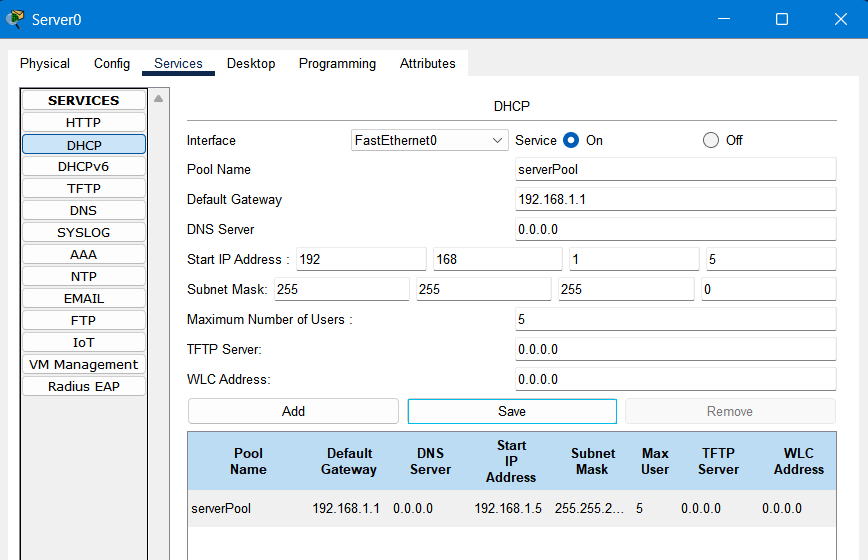 Server0
Physical Config Services Desktop Programming Attributes
SERVICES
HTTP
DHCP
DHCPv6
TFTP
DNS
SYSLOG
AAA
NTP
EMAIL
FTP
IoT
VM Management
Radius EAP
DHCP
Interface FastEthernet0 Service On Off
Pool Name serverPool
Default Gateway 192.168.1.1
DNS Server 0.0.0.0
Start IP Address : 192 168 1 5
Subnet Mask: 255 255 255 0
Maximum Number of Users : 5
TFTP Server: 0.0.0.0
WLC Address: 0.0.0.0
Add Save Remove
Pool Name Default Gateway DNS Server Start IP Address Subnet Mask Max User TFTP Server WLC Address
serverPool 192.168.1.1 0.0.0.0 192.168.1.5 255.255.2... 5 0.0.0.0 0.0.0.0